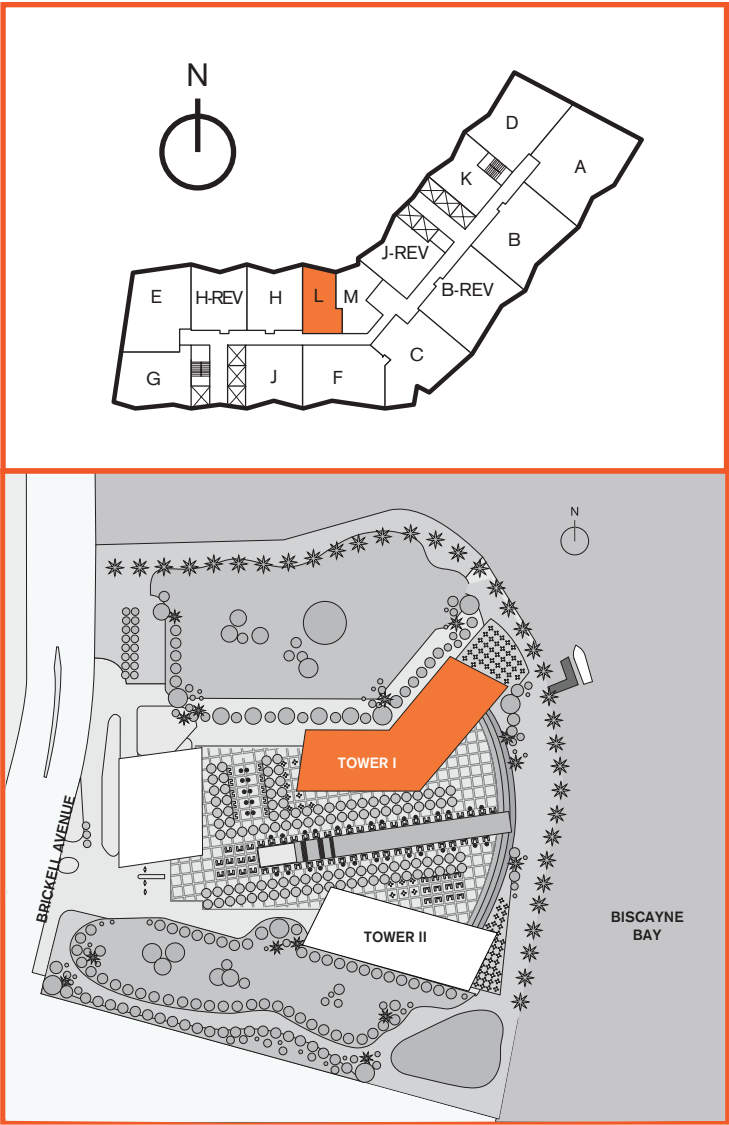 N
D
A
K
B
J-REV
B-REV
E
H-REV
H
L
M
C
G
J
F
N
TOWER I
BRICKELL AVENUE
TOWER II
BISCAYNE
BAY